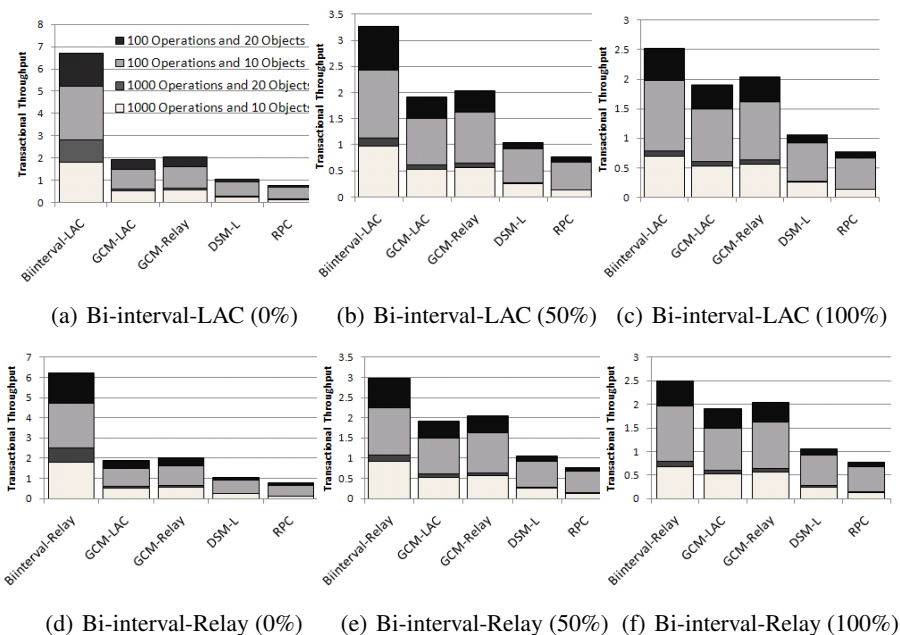 Transactional Throughput
8
7
6
5
4
3
2
1
0
100 Operations and 20 Objects
100 Operations and 10 Objects
1000 Operations and 20 Objects
1000 Operations and 10 Objects
Biinterval-LAC
GCM-LAC
GCM-Relay
DSM-L
RPC
(a) Bi-interval-LAC (0%)
Transactional Throughput
3.5
3
2.5
2
1.5
1
0.5
0
Biinterval-LAC
GCM-LAC
GCM-Relay
DSM-L
RPC
(b) Bi-interval-LAC (50%)
Transactional Throughput
3
2.5
2
1.5
1
0.5
0
Biinterval-LAC
GCM-LAC
GCM-Relay
DSM-L
RPC
(c) Bi-interval-LAC (100%)
Transactional Throughput
7
6
5
4
3
2
1
0
Biinterval-Relay
GCM-LAC
GCM-Relay
DSM-L
RPC
(d) Bi-interval-Relay (0%)
Transactional Throughput
3.5
3
2.5
2
1.5
1
0.5
0
Biinterval-Relay
GCM-LAC
GCM-Relay
DSM-L
RPC
(e) Bi-interval-Relay (50%)
Transactional Throughput
3
2.5
2
1.5
1
0.5
0
Biinterval-Relay
GCM-LAC
GCM-Relay
DSM-L
RPC
(f) Bi-interval-Relay (100%)